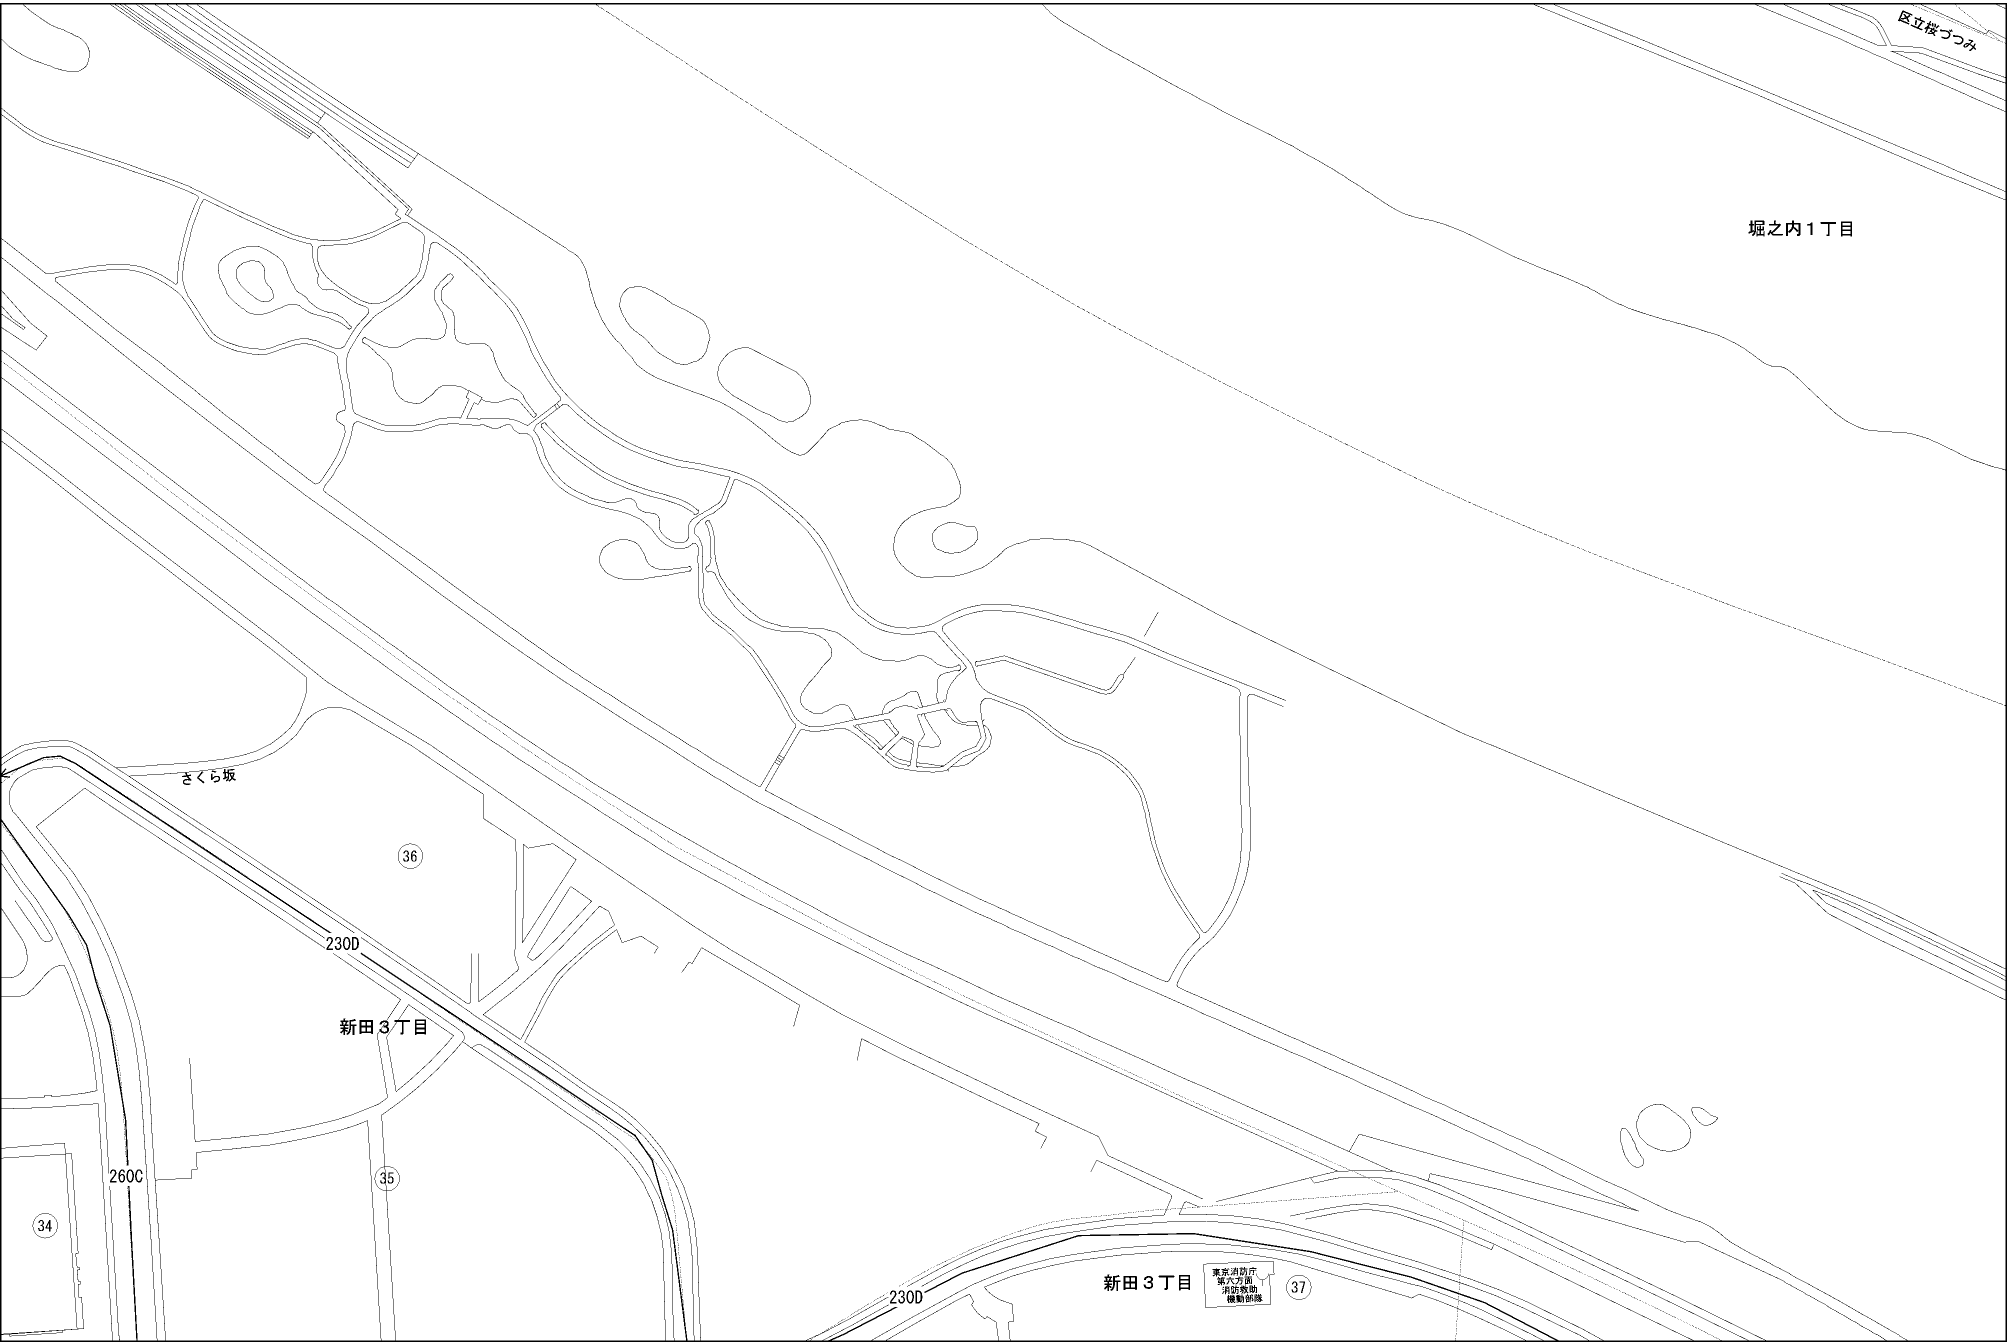 区立桜づつみ
堀之内１丁目
さくら坂
36
230D
新田３丁目
260C
35
34
新田３丁目
230D
東京消防庁
第六方面
消防救助
機動部隊
37